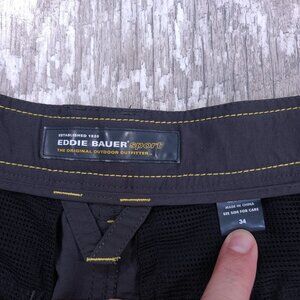 ESTABLISHED 1920
EDDIE BAUER® sport
THE ORIGINAL OUTDOOR OUTFITTER
MADE IN CHINA
SEE SIDE FOR CARE
34